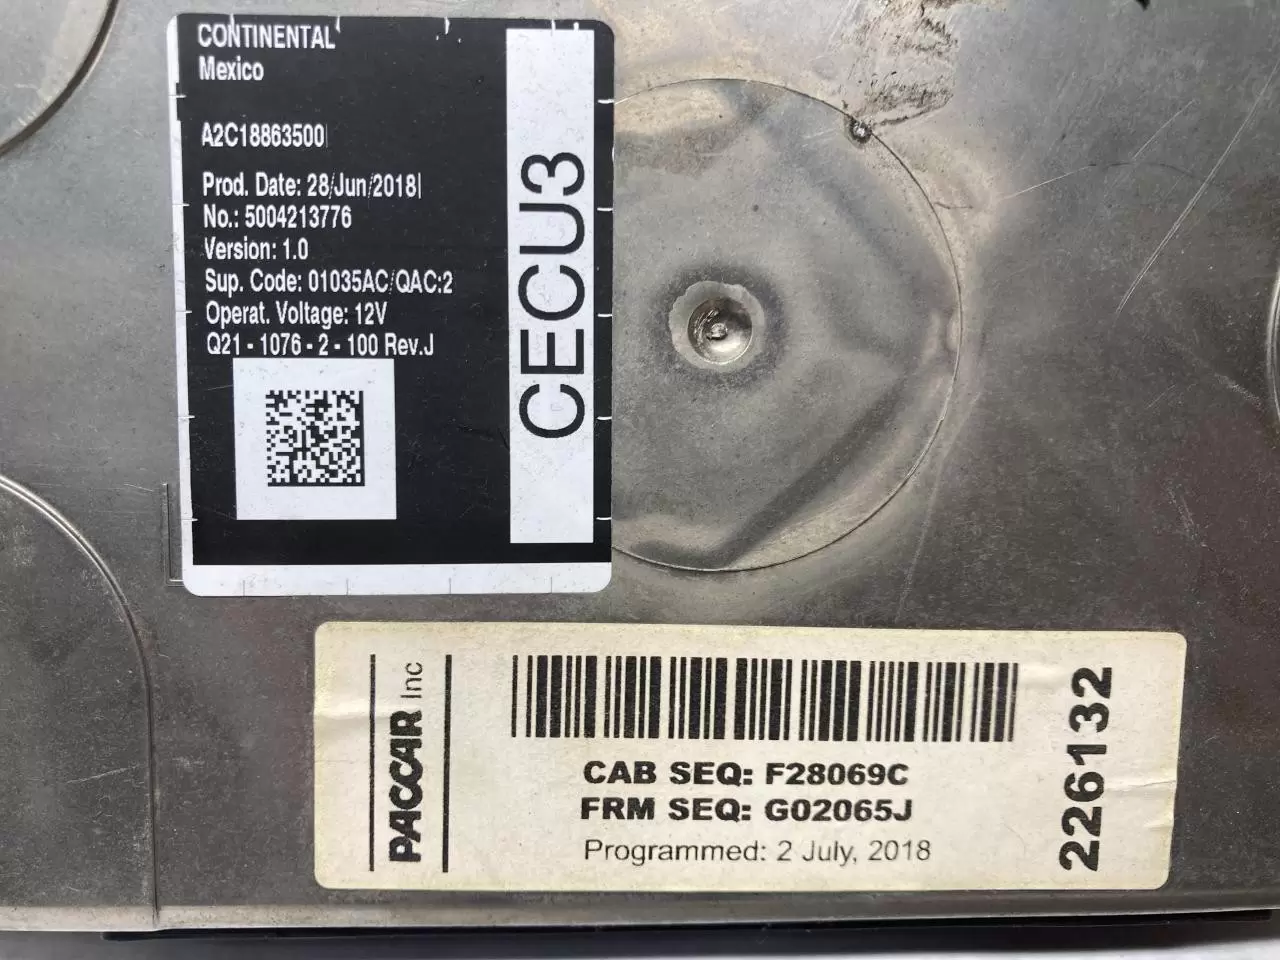 CONTINENTAL
Mexico
A2C18863500
Prod. Date: 28/Jun/2018
No.: 5004213776
Version: 1.0
Sup. Code: 01035AC/QAC:2
Operat. Voltage: 12V
Q21 - 1076 - 2 - 100 Rev.J
CECU3
PACCAR Inc
CAB SEQ: F28069C
FRM SEQ: G02065J
Programmed: 2 July, 2018
226132